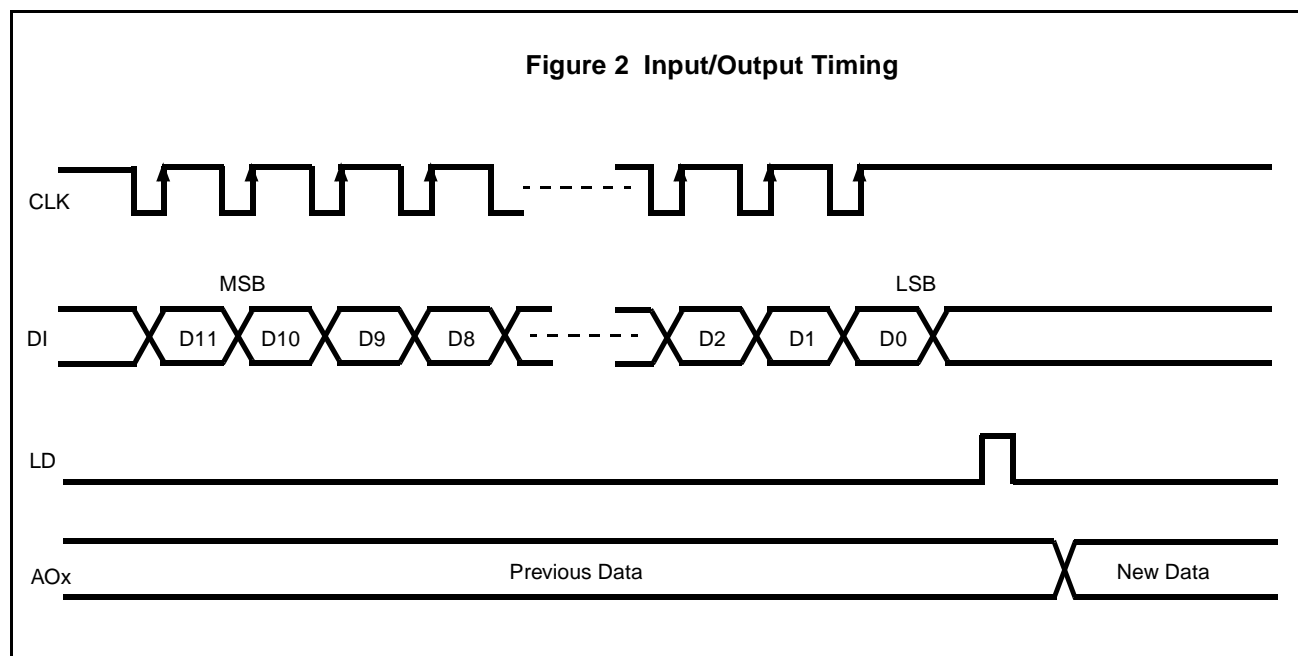 Figure 2 Input/Output Timing
CLK
MSB
LSB
DI
D11
D10
D9
D8
D2
D1
D0
LD
AOx
Previous Data
New Data